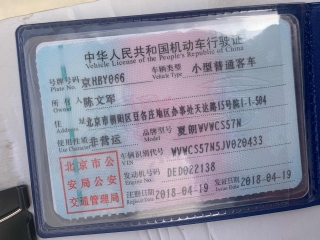 中华人民共和国机动车行驶证
Vehicle License of the People's Republic of China
号牌号码 京HBY066 车辆类型 小型普通客车
Plate No. Vehicle Type
所有人 陈文军
Owner
住址 北京市朝阳区豆各庄地区办事处天达路15号院1-1-504
Address
使用性质 非营运 品牌型号 夏朗WVWCS57N
Use Character Model
北京市公 车辆识别代号 WVWCS57N5JV020433
VIN
安局公安 发动机号码 DED022138
Engine No.
交通管理局 注册日期 2018-04-19 发证日期 2018-04-19
Register Date Issue Date